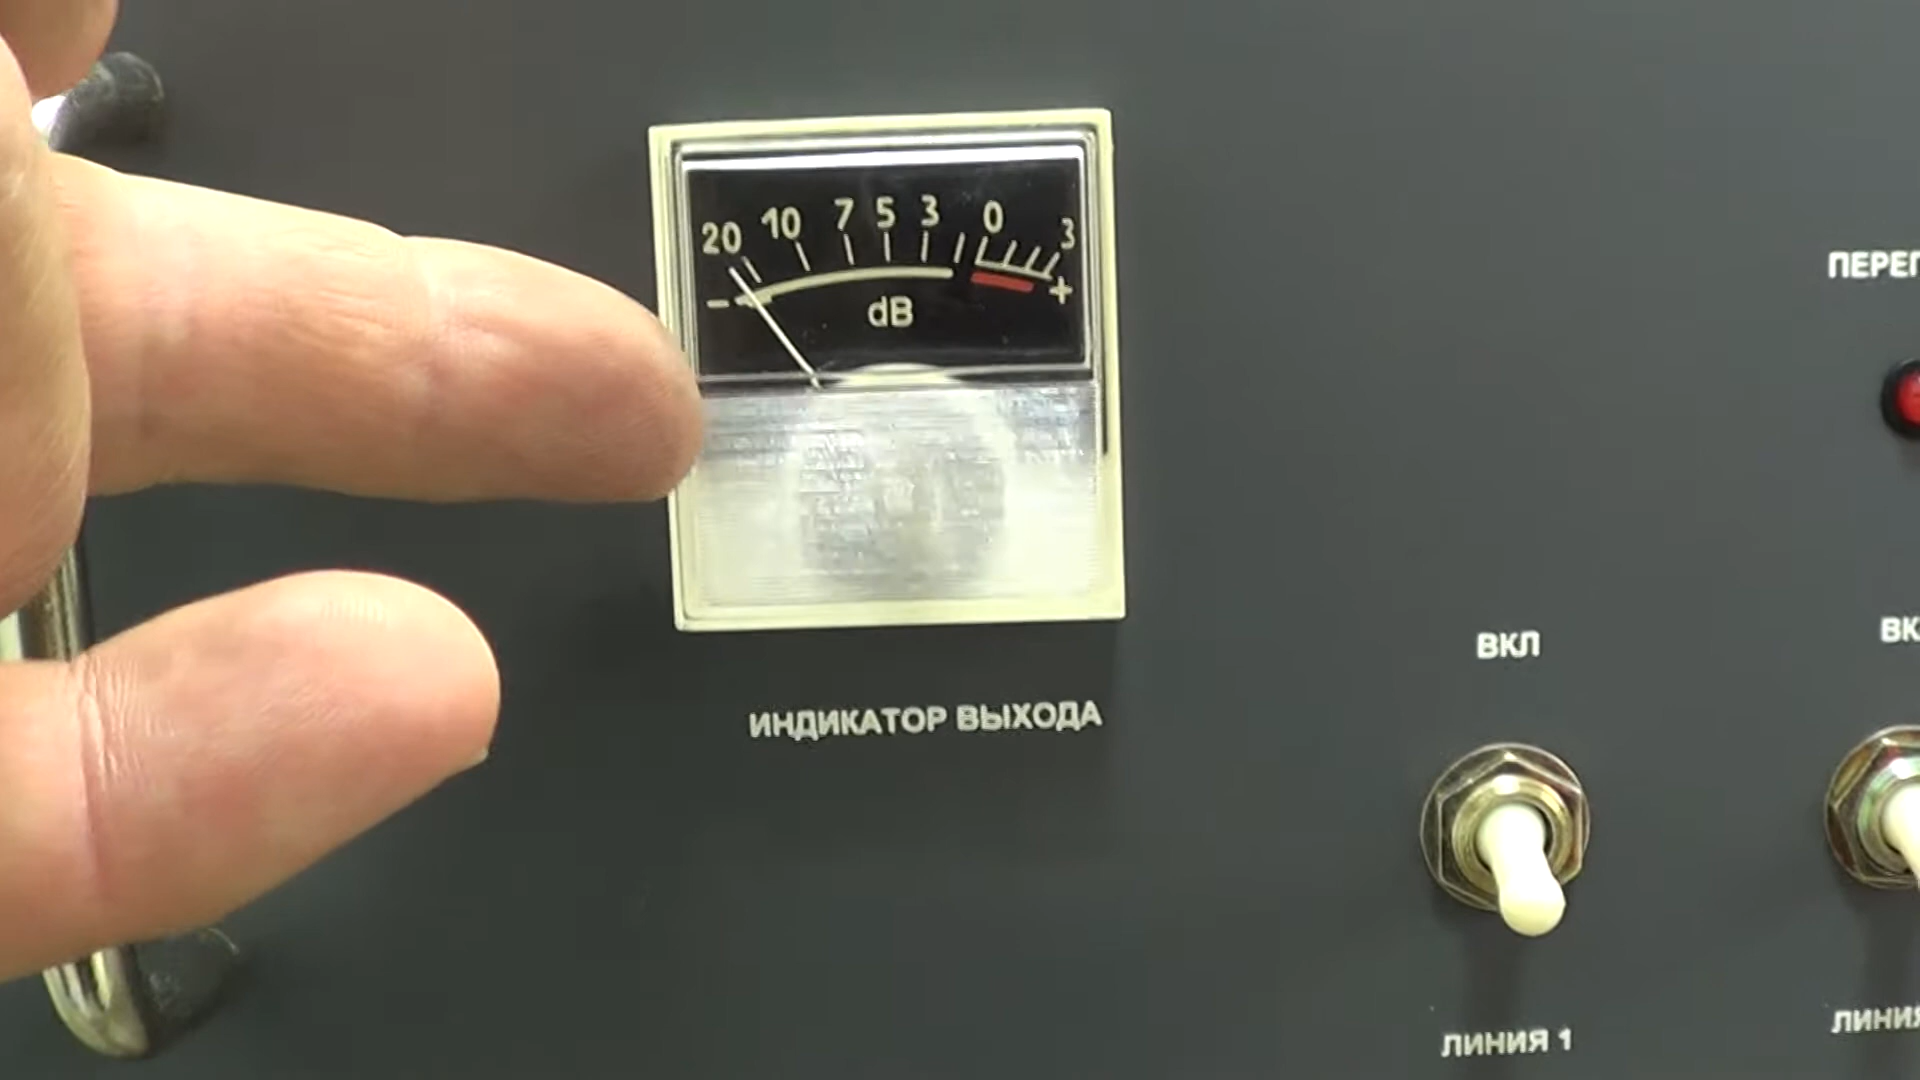 20 10 7 5 3 0 3
- dB +
ИНДИКАТОР ВЫХОДА
ВКЛ
ЛИНИЯ 1